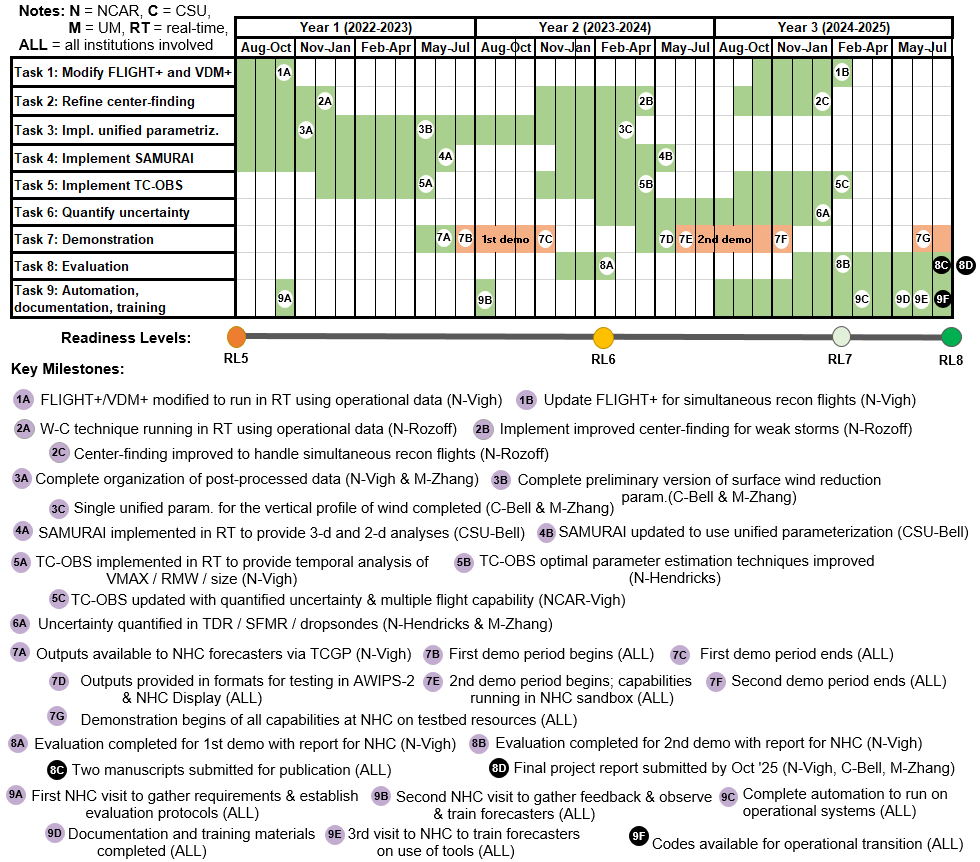 Notes: N = NCAR, C = CSU,
M = UM, RT = real-time,
ALL = all institutions involved
Year 1 (2022-2023) Year 2 (2023-2024) Year 3 (2024-2025)
Aug-Oct Nov-Jan Feb-Apr May-Jul Aug-Oct Nov-Jan Feb-Apr May-Jul Aug-Oct Nov-Jan Feb-Apr May-Jul
Task 1: Modify FLIGHT+ and VDM+ 1A 1B
Task 2: Refine center-finding 2A 2B 2C
Task 3: Impl. unified parametriz. 3A 3B 3C
Task 4: Implement SAMURAI 4A 4B
Task 5: Implement TC-OBS 5A 5B 5C
Task 6: Quantify uncertainty 6A
Task 7: Demonstration 7A 7B 1st demo 7C 7D 7E 2nd demo 7F 7G
Task 8: Evaluation 8A 8B 8C 8D
Task 9: Automation,
documentation, training 9A 9B 9C 9D 9E 9F
Readiness Levels:
RL5 RL6 RL7 RL8
Key Milestones:
1A FLIGHT+/VDM+ modified to run in RT using operational data (N-Vigh) 1B Update FLIGHT+ for simultaneous recon flights (N-Vigh)
2A W-C technique running in RT using operational data (N-Rozoff) 2B Implement improved center-finding for weak storms (N-Rozoff)
2C Center-finding improved to handle simultaneous recon flights (N-Rozoff)
3A Complete organization of post-processed data (N-Vigh & M-Zhang) 3B Complete preliminary version of surface wind reduction
param.(C-Bell & M-Zhang)
3C Single unified param. for the vertical profile of wind completed (C-Bell & M-Zhang)
4A SAMURAI implemented in RT to provide 3-d and 2-d analyses (CSU-Bell) 4B SAMURAI updated to use unified parameterization (CSU-Bell)
5A TC-OBS implemented in RT to provide temporal analysis of
VMAX / RMW / size (N-Vigh)
5B TC-OBS optimal parameter estimation techniques improved
(N-Hendricks)
5C TC-OBS updated with quantified uncertainty & multiple flight capability (NCAR-Vigh)
6A Uncertainty quantified in TDR / SFMR / dropsondes (N-Hendricks & M-Zhang)
7A Outputs available to NHC forecasters via TCGP (N-Vigh) 7B First demo period begins (ALL) 7C First demo period ends (ALL)
7D Outputs provided in formats for testing in AWIPS-2
& NHC Display (ALL)
7E 2nd demo period begins; capabilities
running in NHC sandbox (ALL)
7F Second demo period ends (ALL)
7G Demonstration begins of all capabilities at NHC on testbed resources (ALL)
8A Evaluation completed for 1st demo with report for NHC (N-Vigh) 8B Evaluation completed for 2nd demo with report for NHC (N-Vigh)
8C Two manuscripts submitted for publication (ALL) 8D Final project report submitted by Oct '25 (N-Vigh, C-Bell, M-Zhang)
9A First NHC visit to gather requirements & establish
evaluation protocols (ALL)
9B Second NHC visit to gather feedback & observe
& train forecasters (ALL)
9C Complete automation to run on
operational systems (ALL)
9D Documentation and training materials
completed (ALL)
9E 3rd visit to NHC to train forecasters
on use of tools (ALL)
9F Codes available for operational transition (ALL)